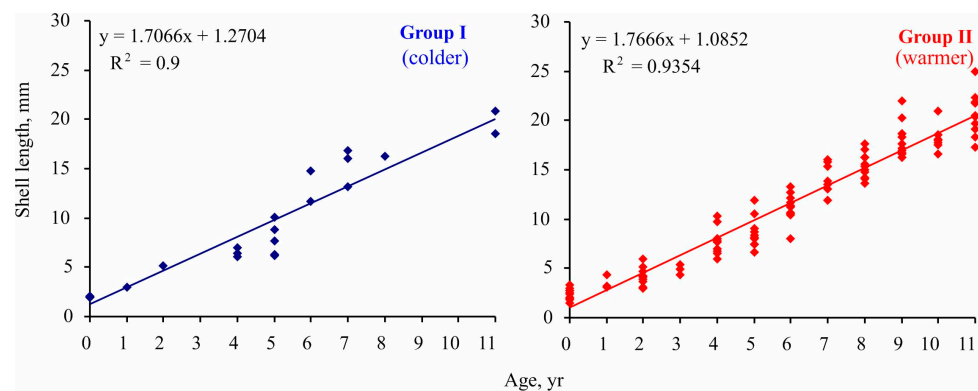 30
25
20
15
10
5
0
Shell length, mm
y = 1.7066x + 1.2704
R² = 0.9
Group I
(colder)
0 1 2 3 4 5 6 7 8 9 10 11
30
25
20
15
10
5
0
y = 1.7666x + 1.0852
R² = 0.9354
Group II
(warmer)
0 1 2 3 4 5 6 7 8 9 10 11
Age, yr